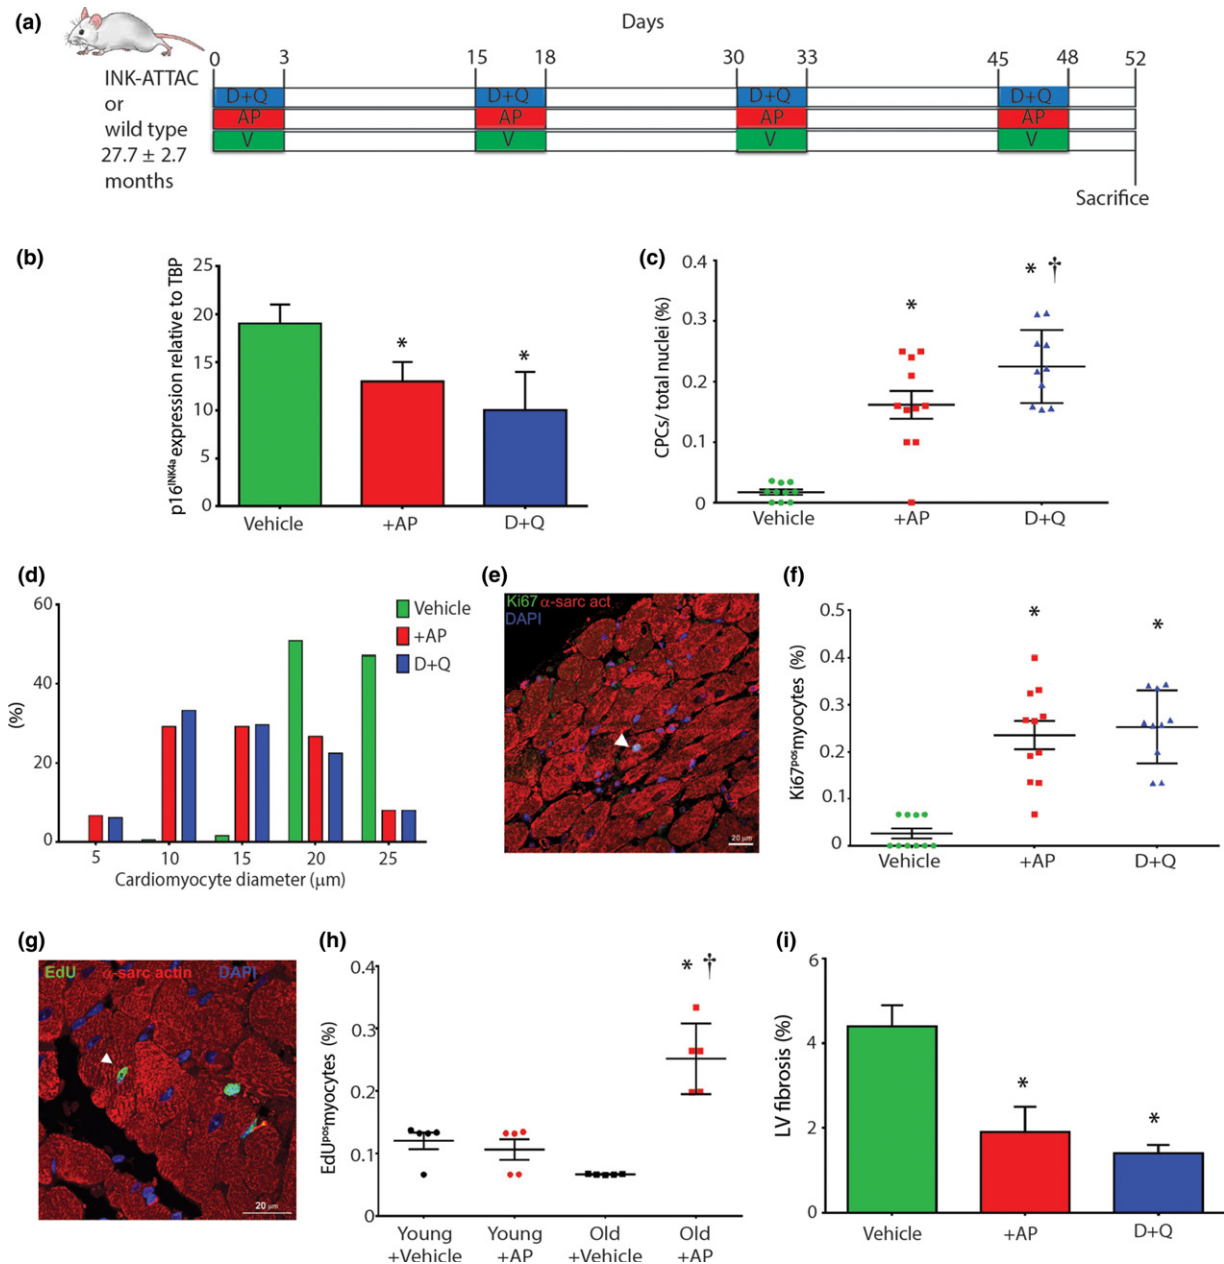 (a)
Days
0 3 15 18 30 33 45 48 52
INK-ATTAC
or
wild type
27.7 ± 2.7
months
D+Q D+Q D+Q D+Q
AP AP AP AP
V V V V
Sacrifice
(b)
p16INK4a expression relative to TBP
25
20
15
10
5
0
* *
Vehicle +AP D+Q
(c)
CPCs/ total nuclei (%)
0.4
0.3
0.2
0.1
0
*
* †
Vehicle +AP D+Q
(d)
(%)
60
40
20
0
Vehicle
+AP
D+Q
5 10 15 20 25
Cardiomyocyte diameter (μm)
(e)
Ki67 α-sarc act
DAPI
20 μm
(f)
Ki67pos myocytes (%)
0.5
0.4
0.3
0.2
0.1
0
* *
Vehicle +AP D+Q
(g)
EdU α-sarc actin DAPI
20 μm
(h)
EdUpos myocytes (%)
0.4
0.3
0.2
0.1
0
* †
Young Young Old Old
+Vehicle +AP +Vehicle +AP
(i)
LV fibrosis (%)
6
4
2
0
* *
Vehicle +AP D+Q